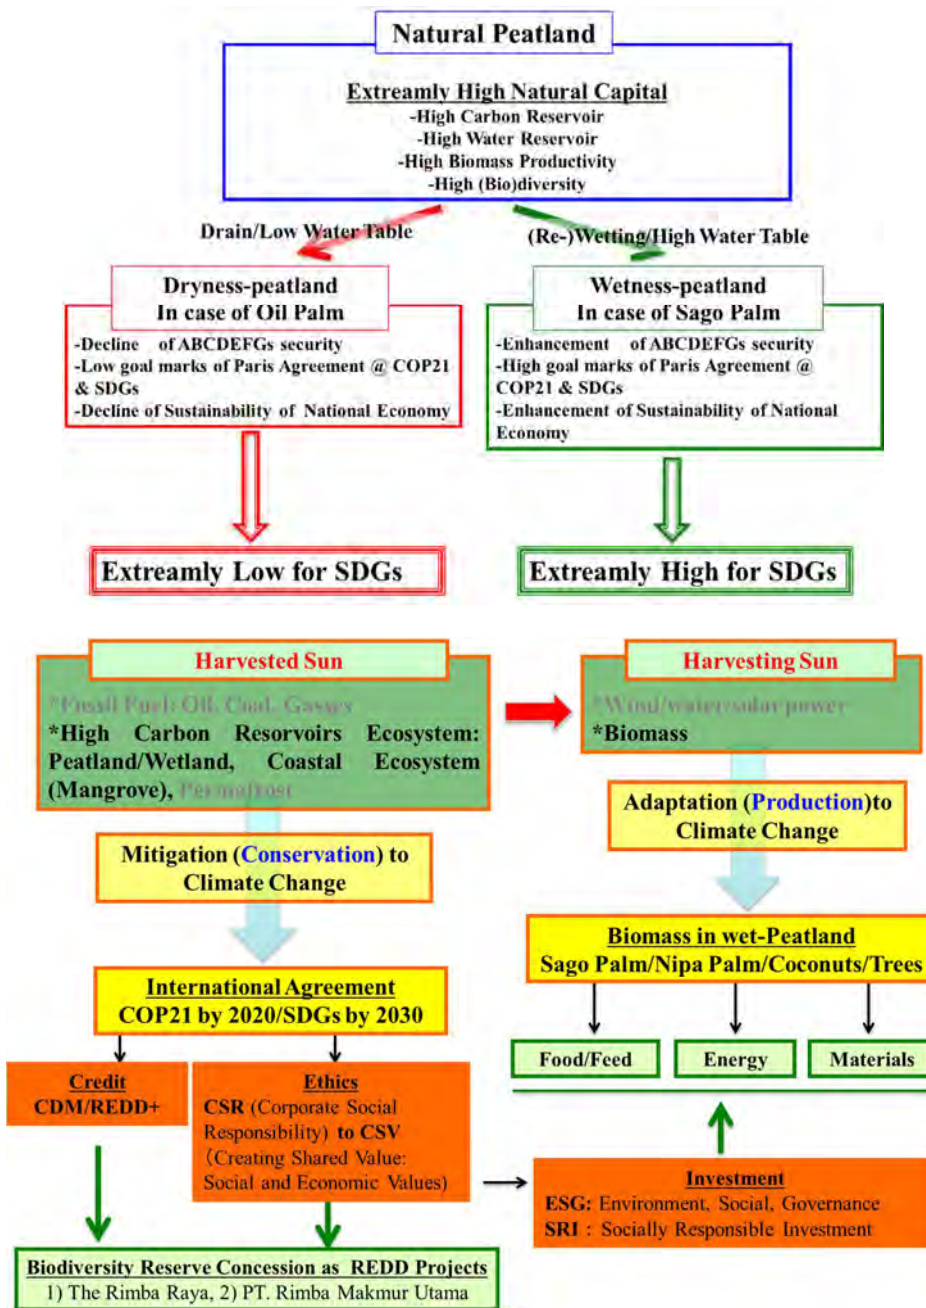 Natural Peatland
Extreamly High Natural Capital
-High Carbon Reservoir
-High Water Reservoir
-High Biomass Productivity
-High (Bio)diversity
Drain/Low Water Table
(Re-)Wetting/High Water Table
Dryness-peatland
In case of Oil Palm
-Decline of ABCDEFGs security
-Low goal marks of Paris Agreement @ COP21
& SDGs
-Decline of Sustainability of National Economy
Wetness-peatland
In case of Sago Palm
-Enhancement of ABCDEFGs security
-High goal marks of Paris Agreement @
COP21 & SDGs
-Enhancement of Sustainability of National
Economy
Extreamly Low for SDGs
Extreamly High for SDGs
Harvested Sun
*Fossil Fuel: Oil, Coal, Gasses
*High Carbon Resorvoirs Ecosystem:
Peatland/Wetland, Coastal Ecosystem
(Mangrove), Permafrost
Harvesting Sun
*Wind/water/solar power
*Biomass
Mitigation (Conservation) to
Climate Change
Adaptation (Production)to
Climate Change
International Agreement
COP21 by 2020/SDGs by 2030
Biomass in wet-Peatland
Sago Palm/Nipa Palm/Coconuts/Trees
Food/Feed
Energy
Materials
Credit
CDM/REDD+
Ethics
CSR (Corporate Social
Responsibility) to CSV
(Creating Shared Value:
Social and Economic Values)
Investment
ESG: Environment, Social, Governance
SRI : Socially Responsible Investment
Biodiversity Reserve Concession as REDD Projects
1) The Rimba Raya, 2) PT. Rimba Makmur Utama